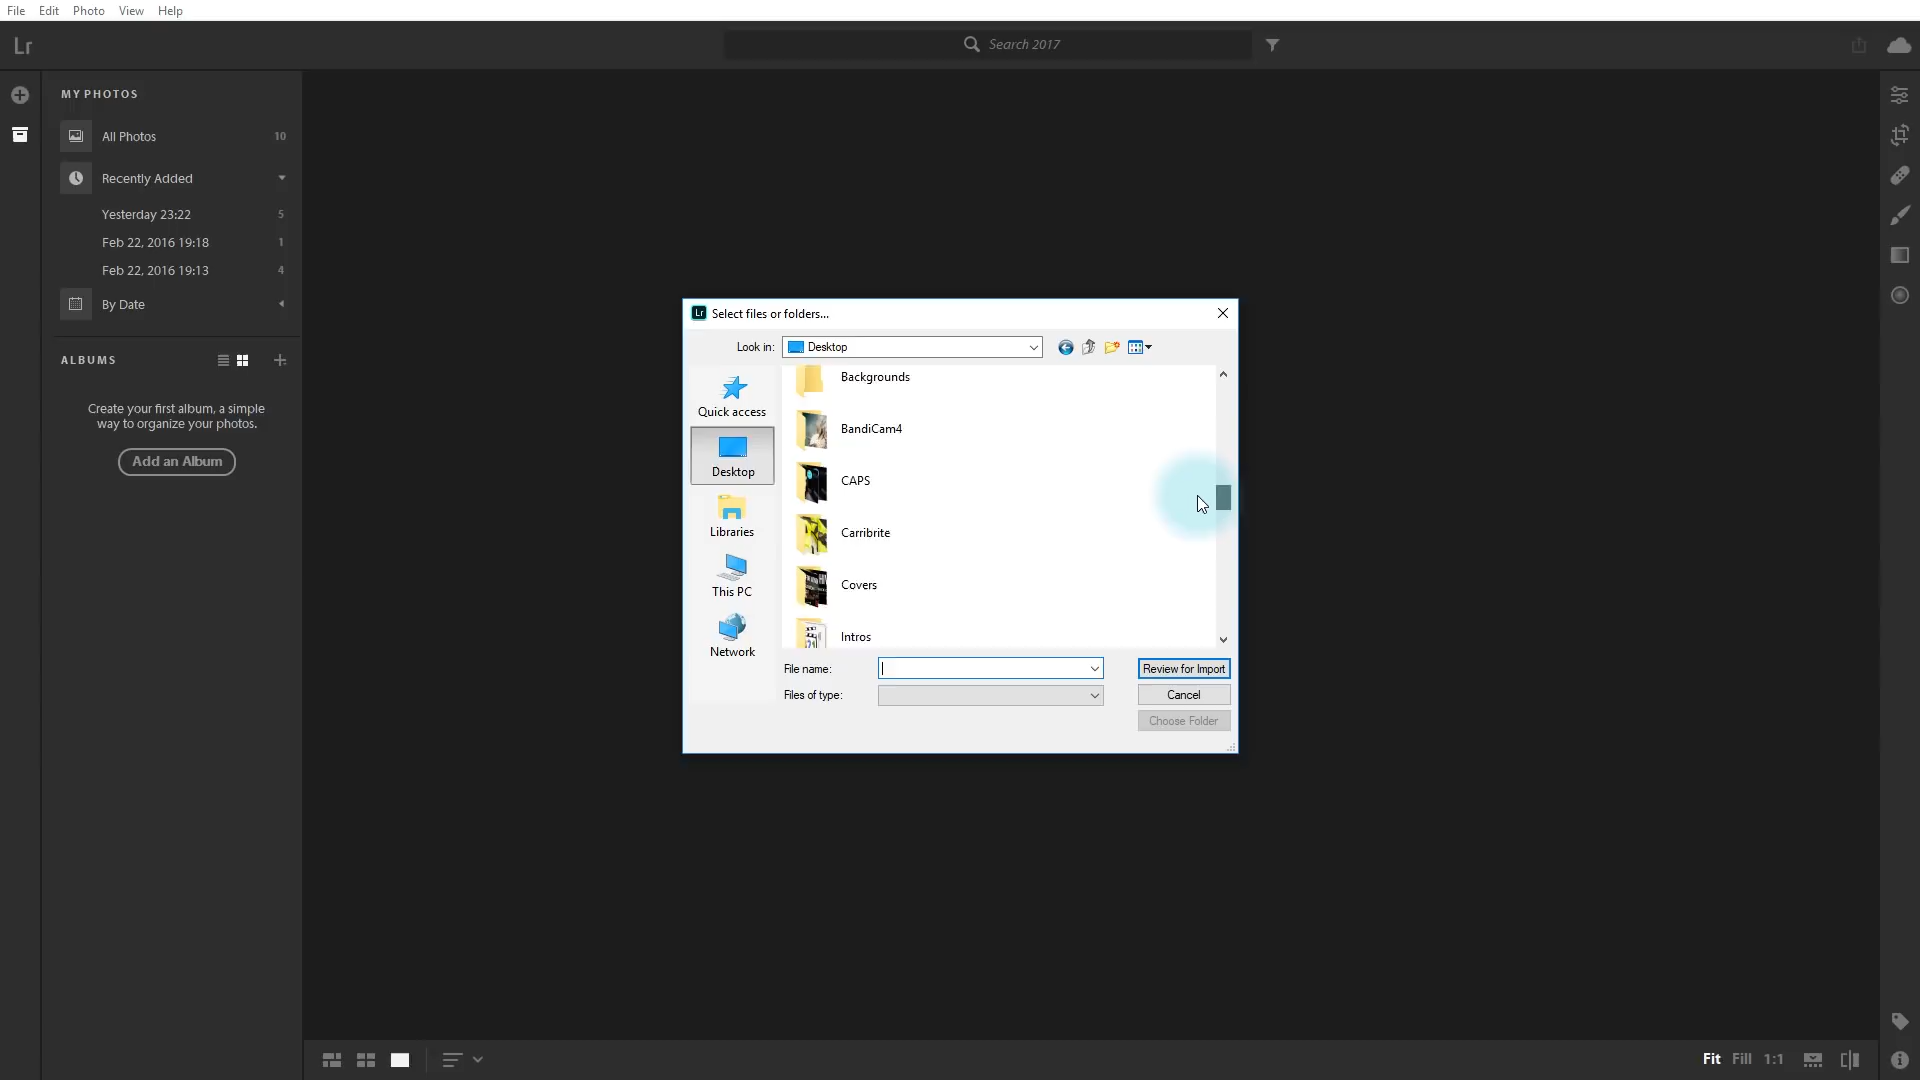 File Edit Photo View Help
Lr
Search 2017
MY PHOTOS
All Photos 10
Recently Added
Yesterday 23:22 5
Feb 22, 2016 19:18 1
Feb 22, 2016 19:13 4
By Date
ALBUMS
Create your first album, a simple
way to organize your photos.
Add an Album
Lr Select files or folders...
Look in: Desktop
Quick access
Desktop
Libraries
This PC
Network
Backgrounds
BandiCam4
CAPS
Carribrite
Covers
Intros
File name:
Review for Import
Files of type:
Cancel
Choose Folder
Fit Fill 1:1